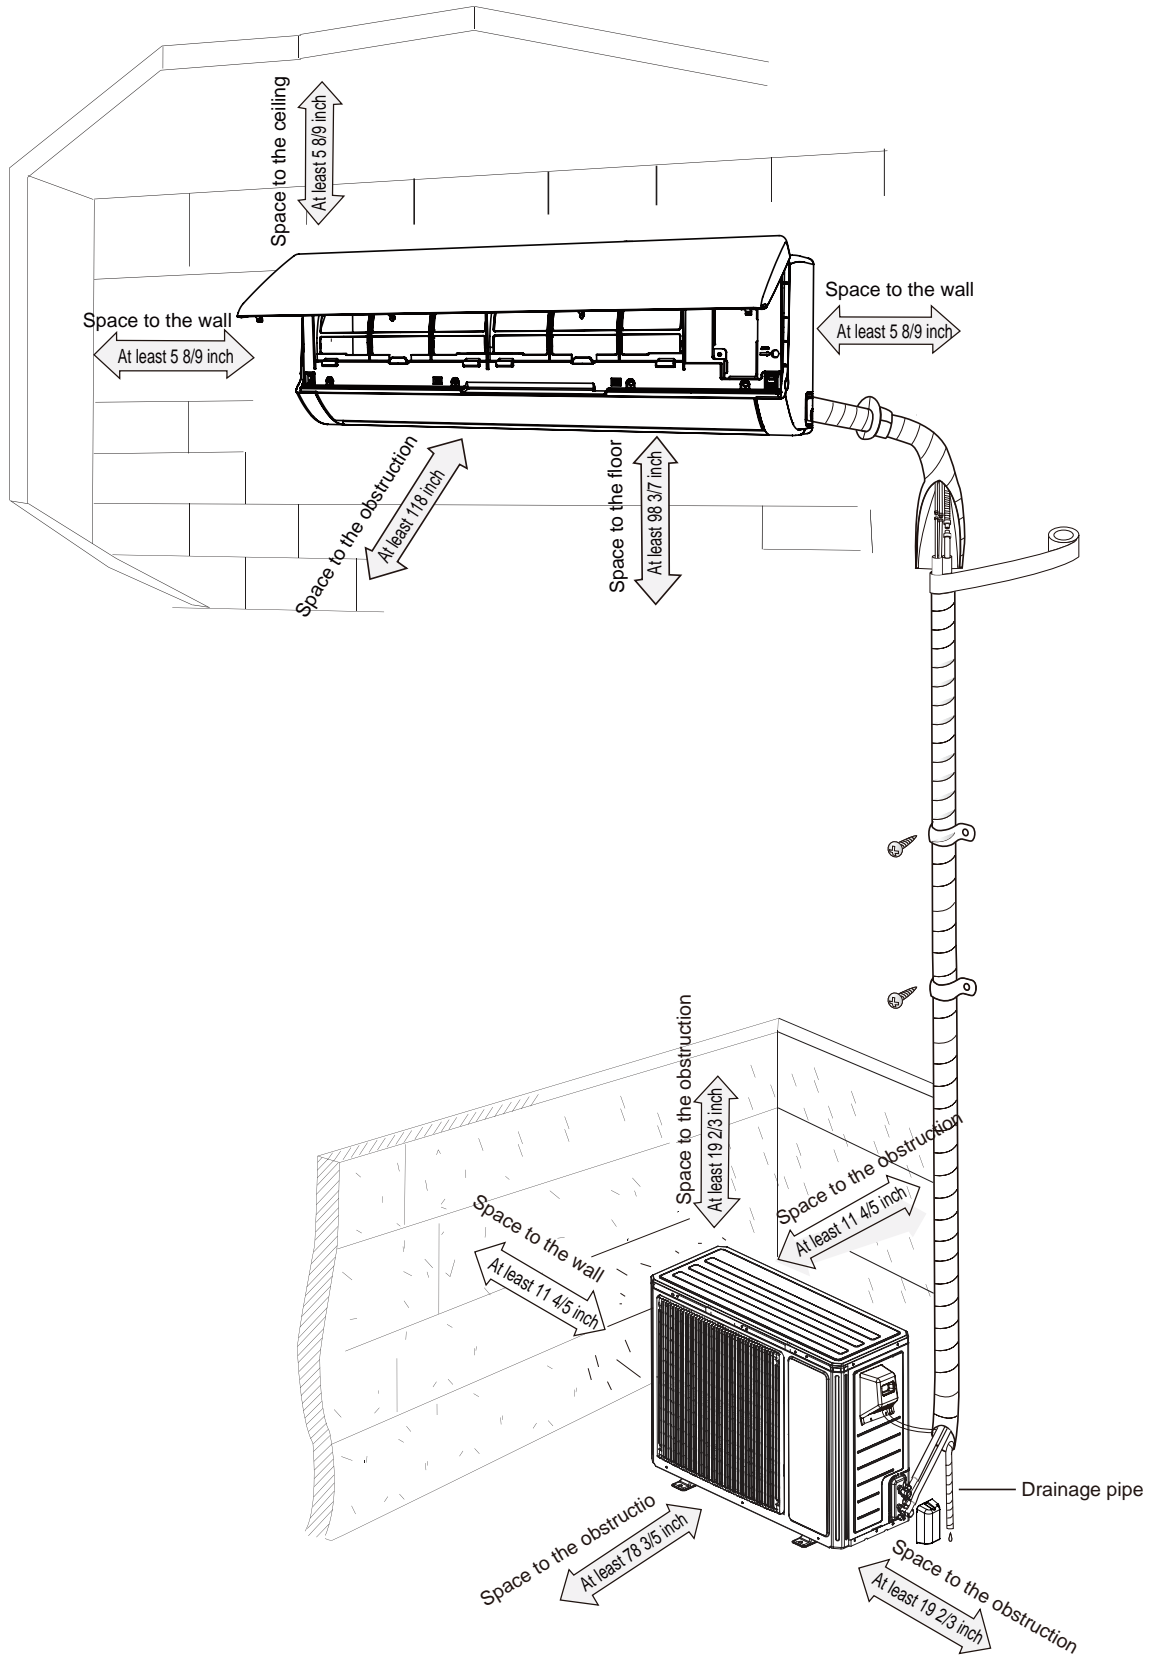 Space to the ceiling
At least 5 8/9 inch
Space to the wall
At least 5 8/9 inch
Space to the wall
At least 5 8/9 inch
Space to the obstruction
At least 118 inch
Space to the floor
At least 98 3/7 inch
Space to the obstruction
At least 19 2/3 inch
Space to the obstruction
At least 11 4/5 inch
Space to the wall
At least 11 4/5 inch
Drainage pipe
Space to the obstructio
At least 78 3/5 inch
Space to the obstruction
At least 19 2/3 inch